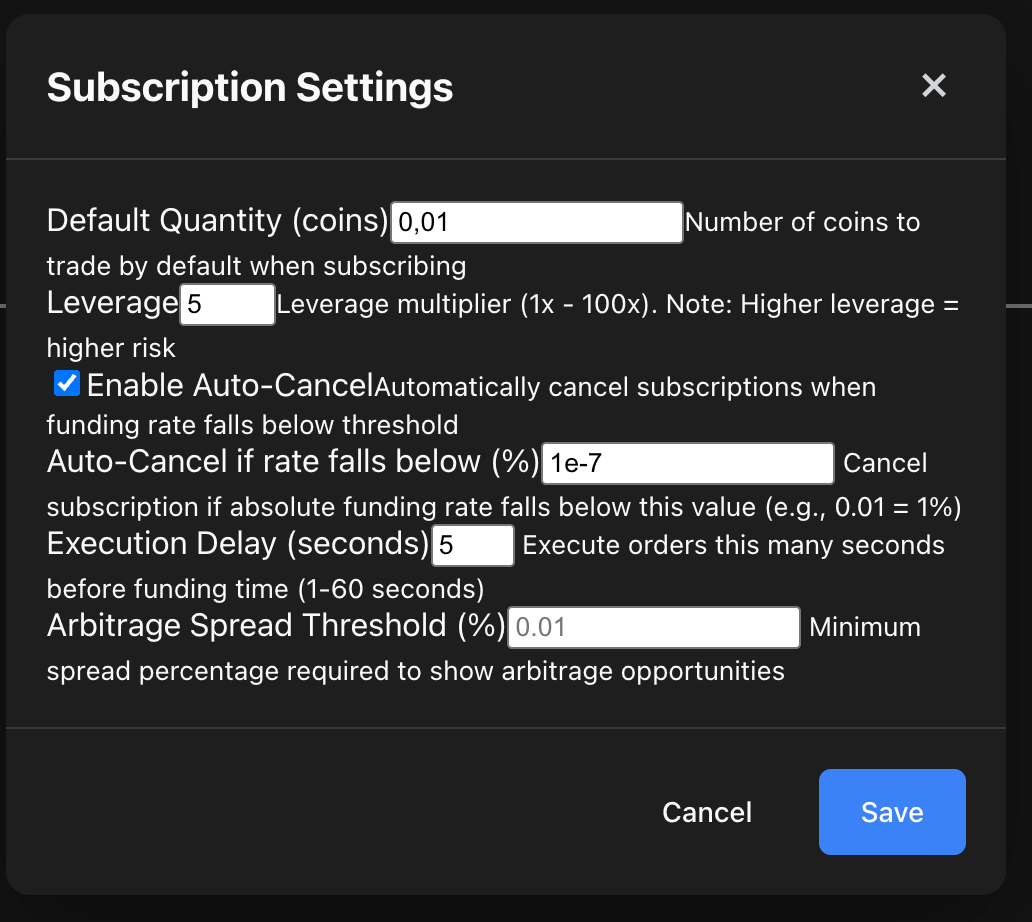 Subscription Settings ×
Default Quantity (coins) 0,01 Number of coins to
trade by default when subscribing
Leverage 5 Leverage multiplier (1x - 100x). Note: Higher leverage =
higher risk
Enable Auto-Cancel Automatically cancel subscriptions when
funding rate falls below threshold
Auto-Cancel if rate falls below (%) 1e-7 Cancel
subscription if absolute funding rate falls below this value (e.g., 0.01 = 1%)
Execution Delay (seconds) 5 Execute orders this many seconds
before funding time (1-60 seconds)
Arbitrage Spread Threshold (%) 0.01 Minimum
spread percentage required to show arbitrage opportunities
Cancel Save